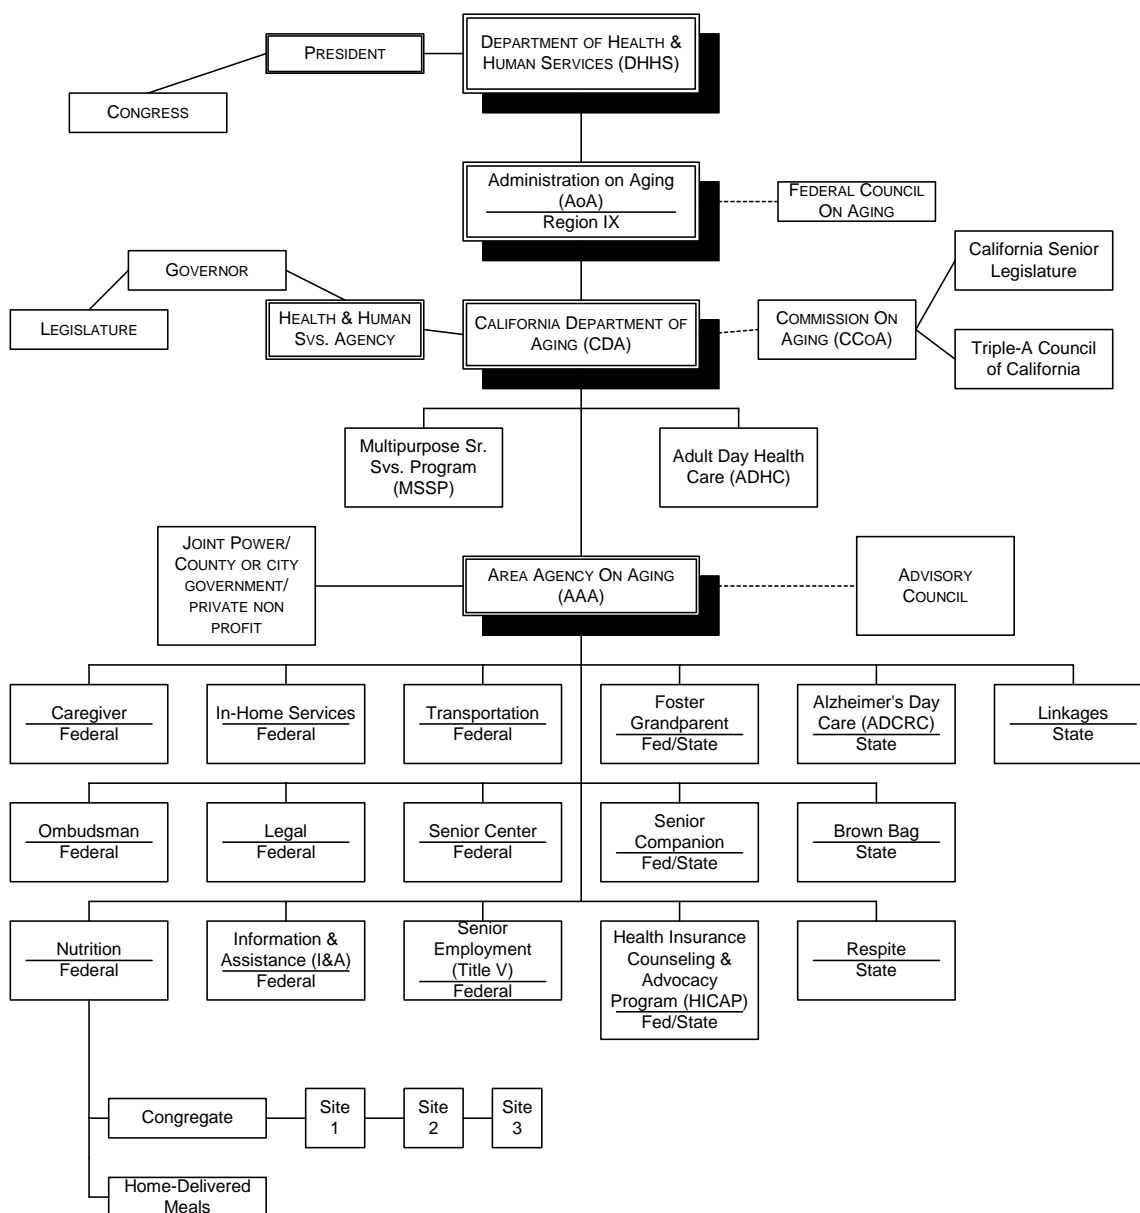 DEPARTMENT OF HEALTH &
HUMAN SERVICES (DHHS)
PRESIDENT
CONGRESS
Administration on Aging
(AoA)
Region IX
FEDERAL COUNCIL
ON AGING
California Senior
Legislature
GOVERNOR
LEGISLATURE
HEALTH & HUMAN
SVS. AGENCY
CALIFORNIA DEPARTMENT OF
AGING (CDA)
COMMISSION ON
AGING (CCOA)
Triple-A Council
of California
Multipurpose Sr.
Svs. Program
(MSSP)
Adult Day Health
Care (ADHC)
JOINT POWER/
COUNTY OR CITY
GOVERNMENT/
PRIVATE NON
PROFIT
AREA AGENCY ON AGING
(AAA)
ADVISORY
COUNCIL
Caregiver
Federal
In-Home Services
Federal
Transportation
Federal
Foster
Grandparent
Fed/State
Alzheimer's Day
Care (ADCRC)
State
Linkages
State
Ombudsman
Federal
Legal
Federal
Senior Center
Federal
Senior
Companion
Fed/State
Brown Bag
State
Nutrition
Federal
Information &
Assistance (I&A)
Federal
Senior
Employment
(Title V)
Federal
Health Insurance
Counseling &
Advocacy
Program (HICAP)
Fed/State
Respite
State
Congregate
Site
1
Site
2
Site
3
Home-Delivered
Meals